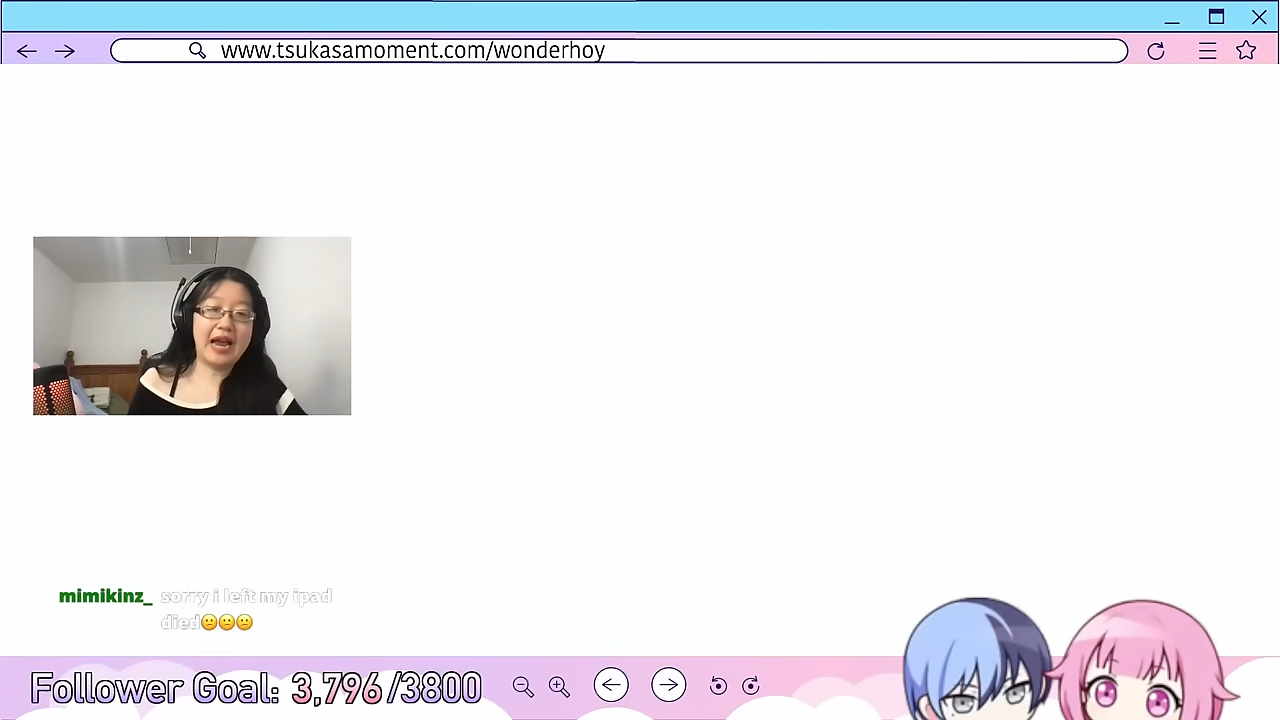 www.tsukasamoment.com/wonderhoy
mimikinz_ sorry i left my ipad
died😕😕😕
Follower Goal: 3,796/3800